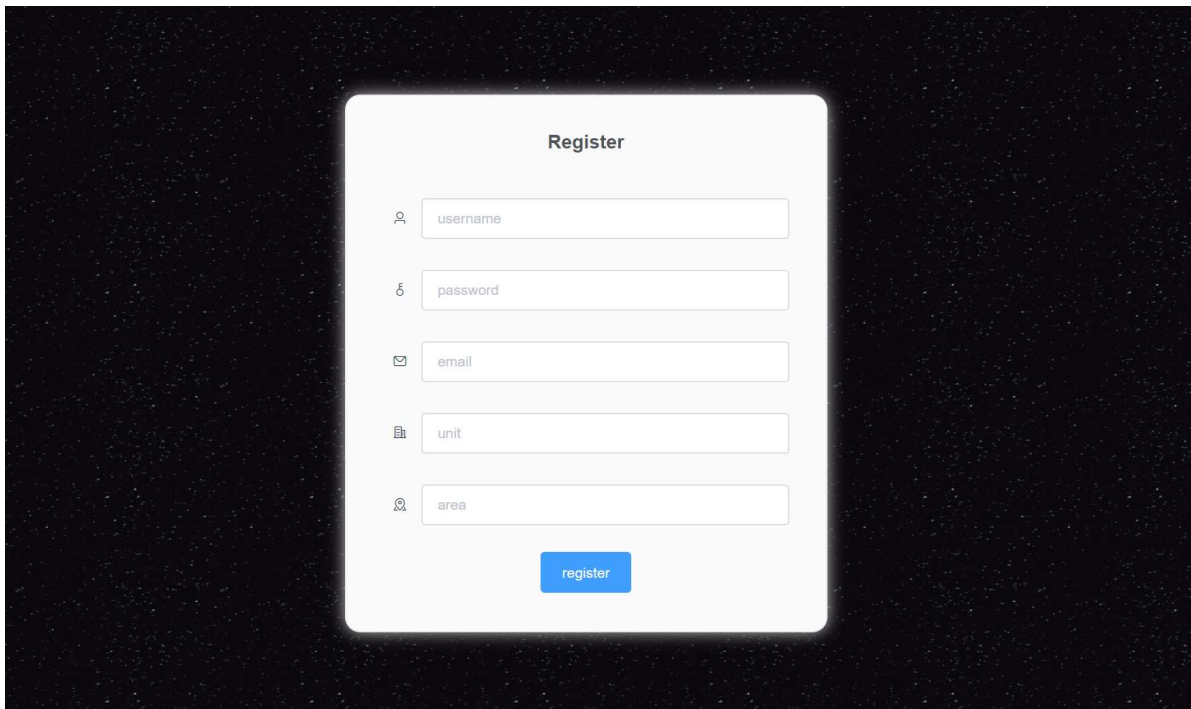 Register
username
password
email
unit
area
register